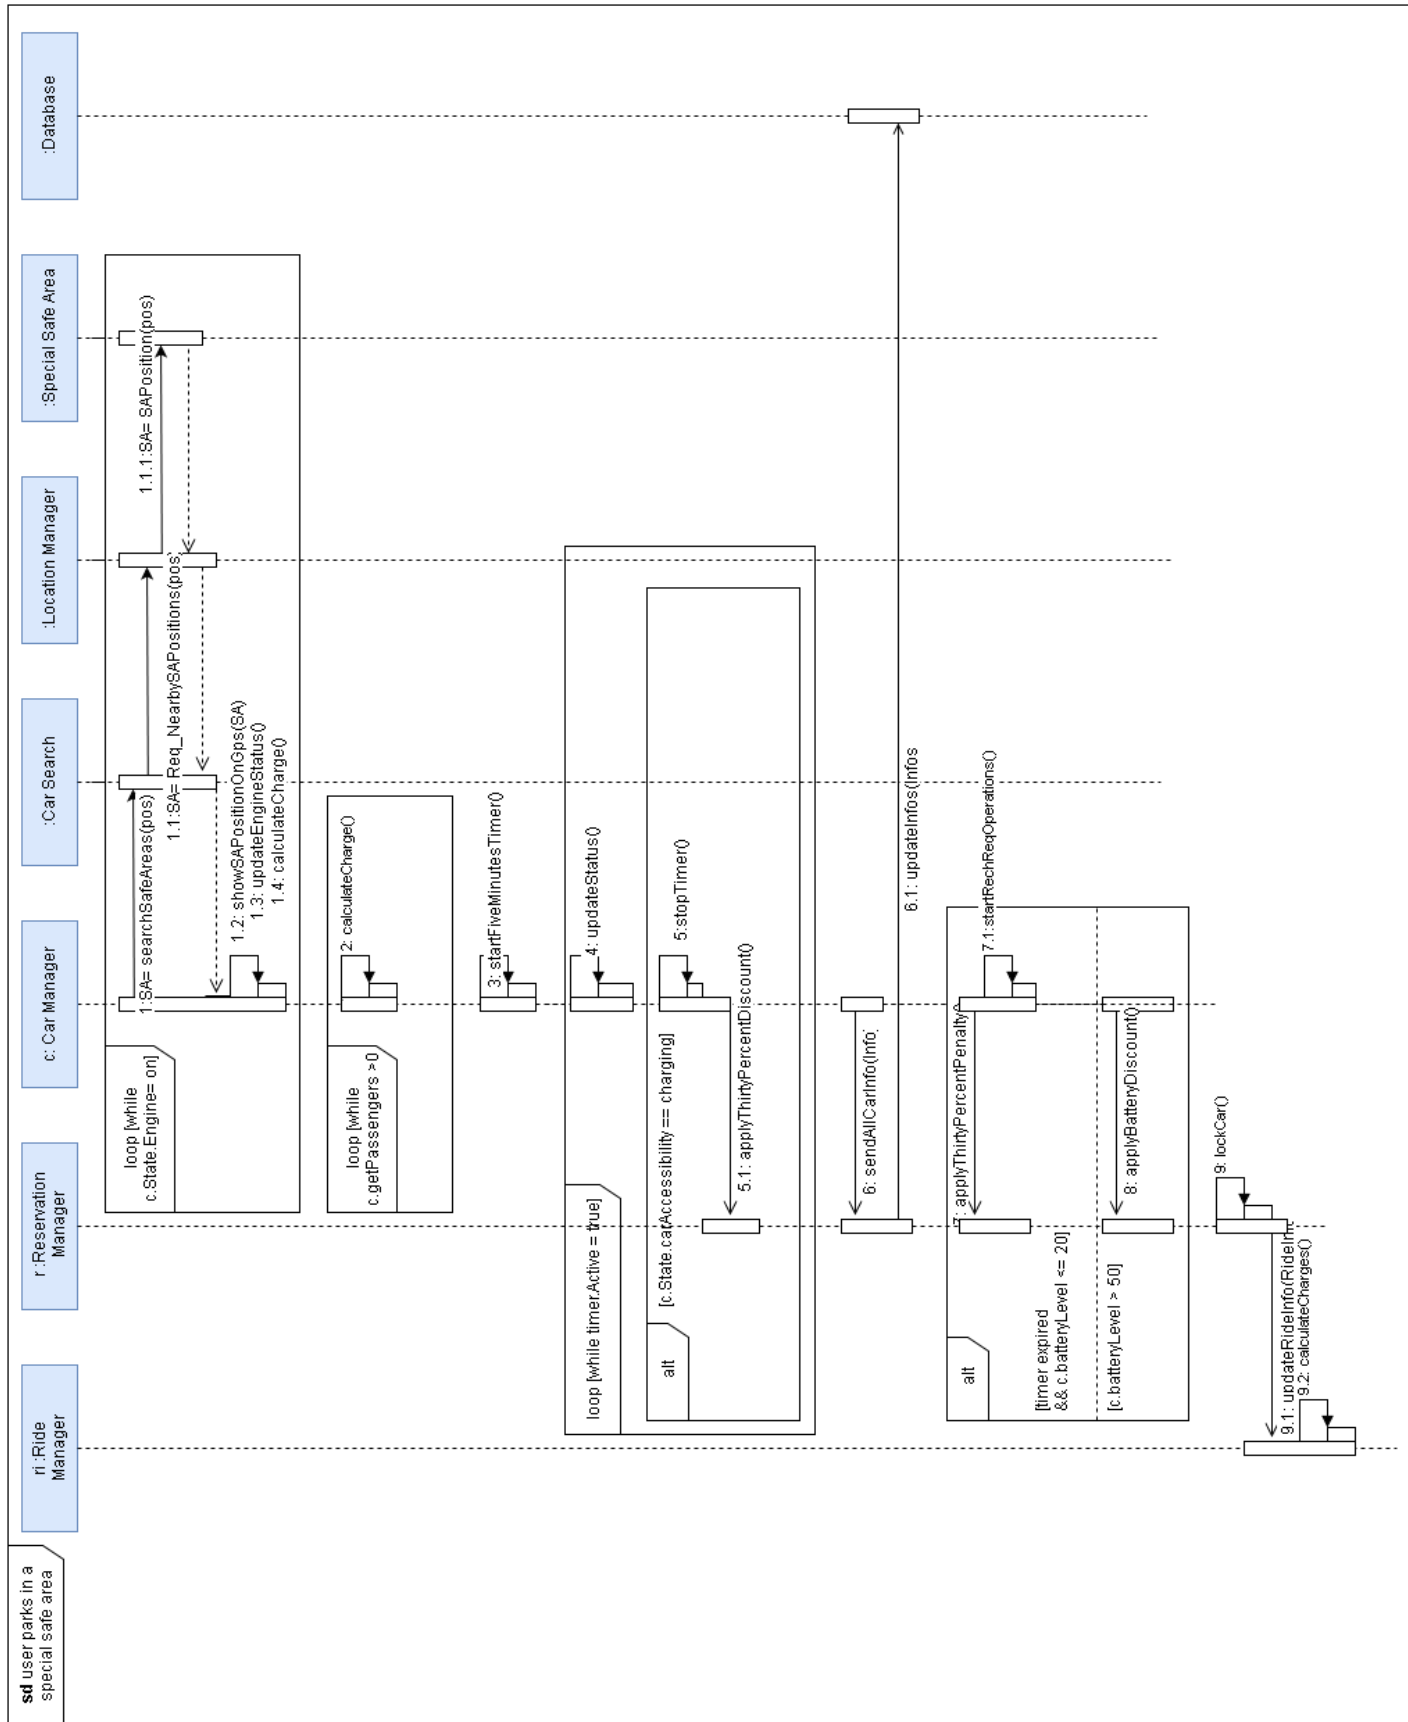 sd user parks in a
special safe area
ri :Ride
Manager
r :Reservation
Manager
c: Car Manager
:Car Search
:Location Manager
:Special Safe Area
:Database
loop [while
c.State.Engine= on]
1:SA= searchSafeAreas(pos)
1.1:SA= Req_NearbySAPositions(pos)
1.1.1:SA= SAPosition(pos)
1.2: showSAPositionOnGps(SA)
1.3: updateEngineStatus()
1.4: calculateCharge()
loop [while
c.getPassengers >0
2: calculateCharge()
3: startFiveMinutesTimer()
loop [while timer.Active = true]
4: updateStatus()
alt
[c.State.carAccessibility == charging]
5:stopTimer()
5.1: applyThirtyPercentDiscount()
6: sendAllCarInfo(Info)
6.1: updateInfos(Infos
alt
[timer expired
&& c.batteryLevel <= 20]
7: applyThirtyPercentPenalty()
7.1:startRechReqOperations()
[c.batteryLevel > 50]
8: applyBatteryDiscount()
9: lockCar()
9.1: updateRideInfo(RideInfo
9.2: calculateCharges()